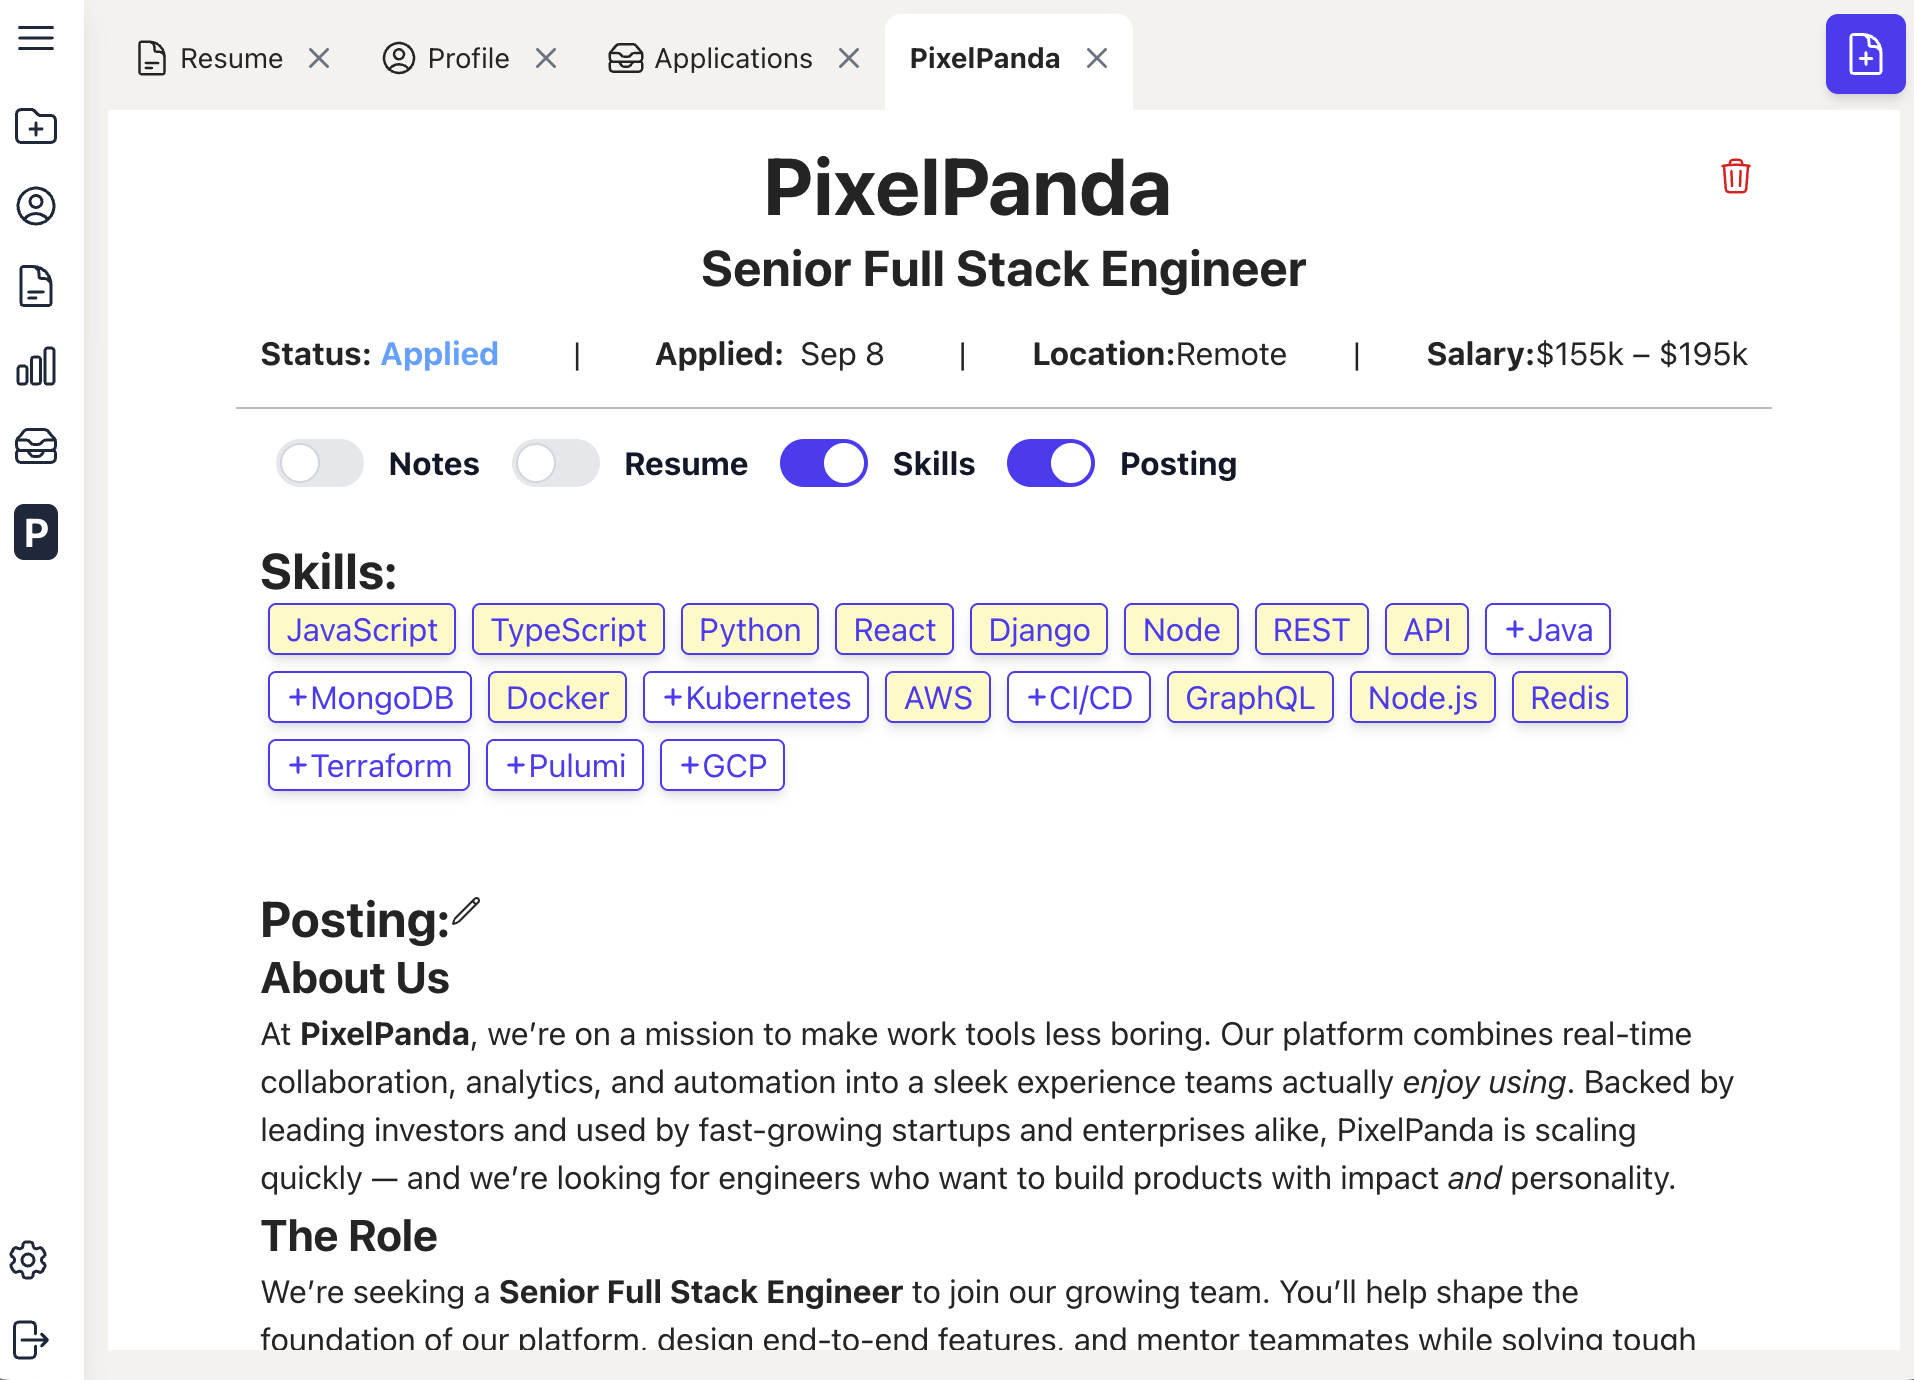 Resume Profile Applications PixelPanda
PixelPanda
Senior Full Stack Engineer
Status: Applied | Applied: Sep 8 | Location:Remote | Salary:$155k – $195k
Notes Resume Skills Posting
P
Skills:
JavaScript TypeScript Python React Django Node REST API +Java
+MongoDB Docker +Kubernetes AWS +CI/CD GraphQL Node.js Redis
+Terraform +Pulumi +GCP
Posting:
About Us
At PixelPanda, we’re on a mission to make work tools less boring. Our platform combines real-time
collaboration, analytics, and automation into a sleek experience teams actually enjoy using. Backed by
leading investors and used by fast-growing startups and enterprises alike, PixelPanda is scaling
quickly — and we’re looking for engineers who want to build products with impact and personality.
The Role
We’re seeking a Senior Full Stack Engineer to join our growing team. You’ll help shape the
foundation of our platform, design end-to-end features, and mentor teammates while solving tough